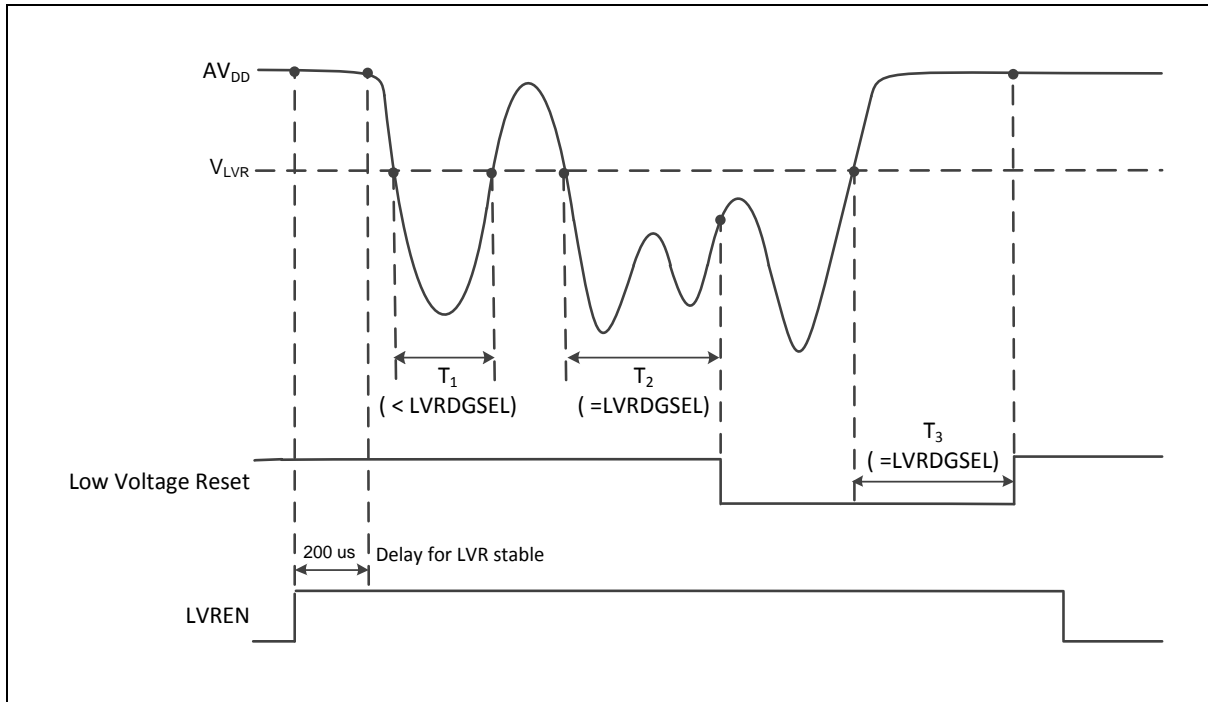 AVDD
VLVR
T1
( < LVRDGSEL)
T2
( =LVRDGSEL)
T3
( =LVRDGSEL)
Low Voltage Reset
200 us
Delay for LVR stable
LVREN